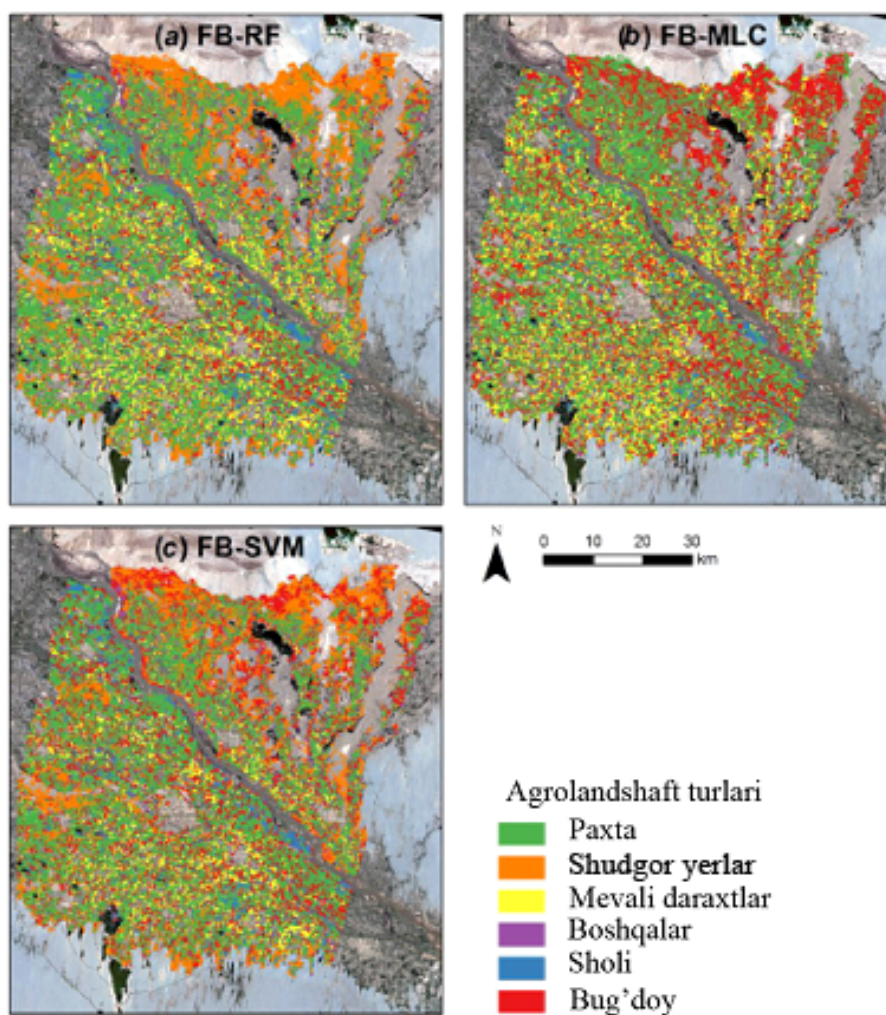 (a) FB-RF
(b) FB-MLC
(c) FB-SVM
N
0 10 20 30
km
Agrolandshaft turlari
Paxta
Shudgor yerlar
Mevali daraxtlar
Boshqalar
Sholi
Bug’doy